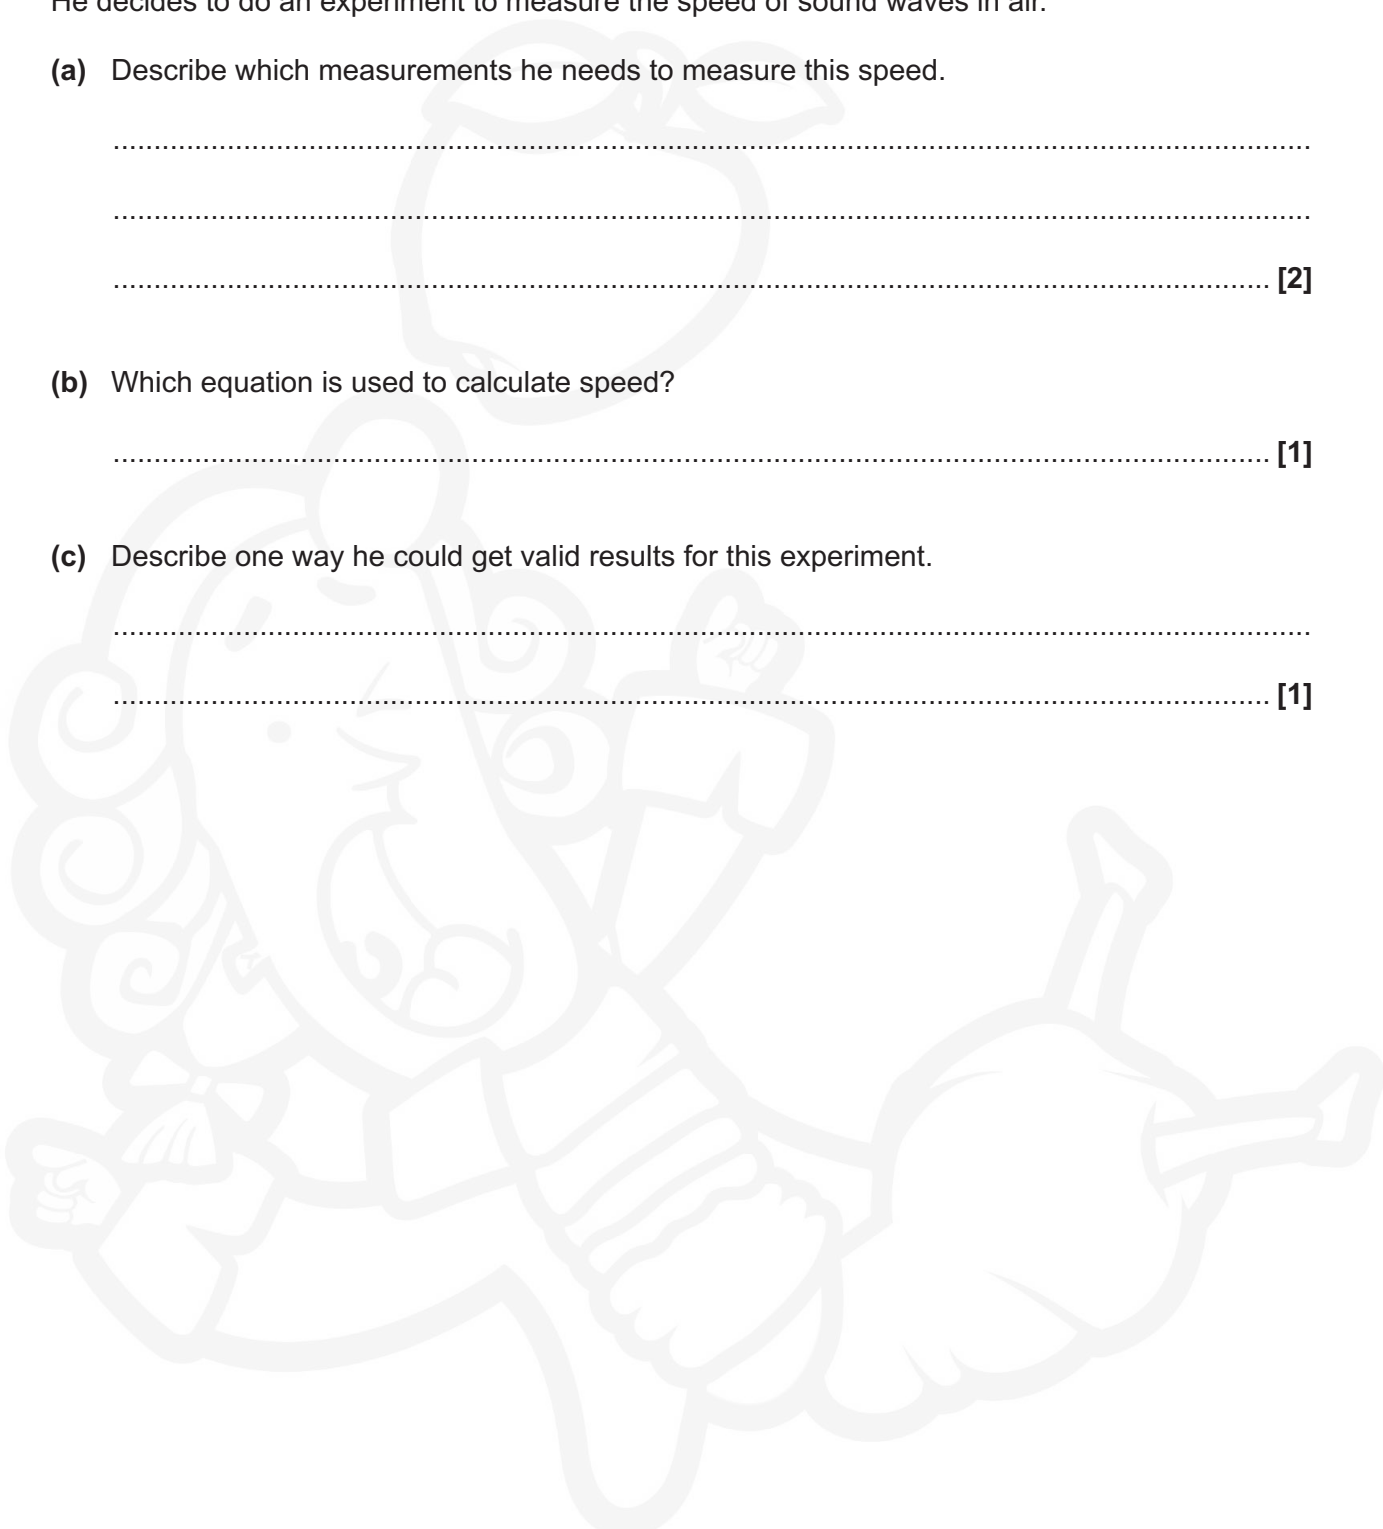 He decides to do an experiment to measure the speed of sound waves in air.
(a) Describe which measurements he needs to measure this speed.
[2]
(b) Which equation is used to calculate speed?
[1]
(c) Describe one way he could get valid results for this experiment.
[1]